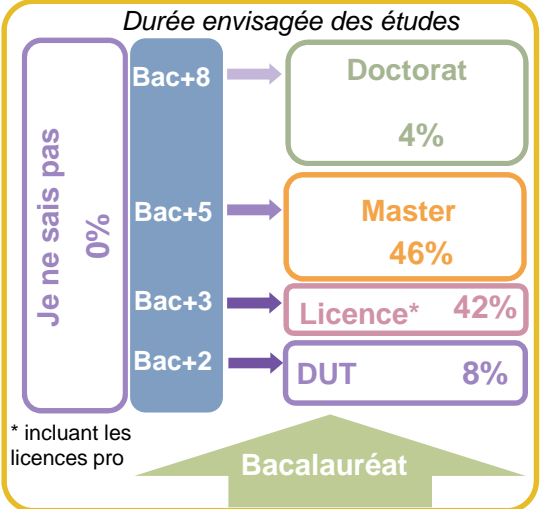 Durée envisagée des études
Je ne sais pas
0%
Bac+8
Doctorat
4%
Bac+5
Master
46%
Bac+3
Licence* 42%
Bac+2
DUT 8%
* incluant les
licences pro
Bacalauréat